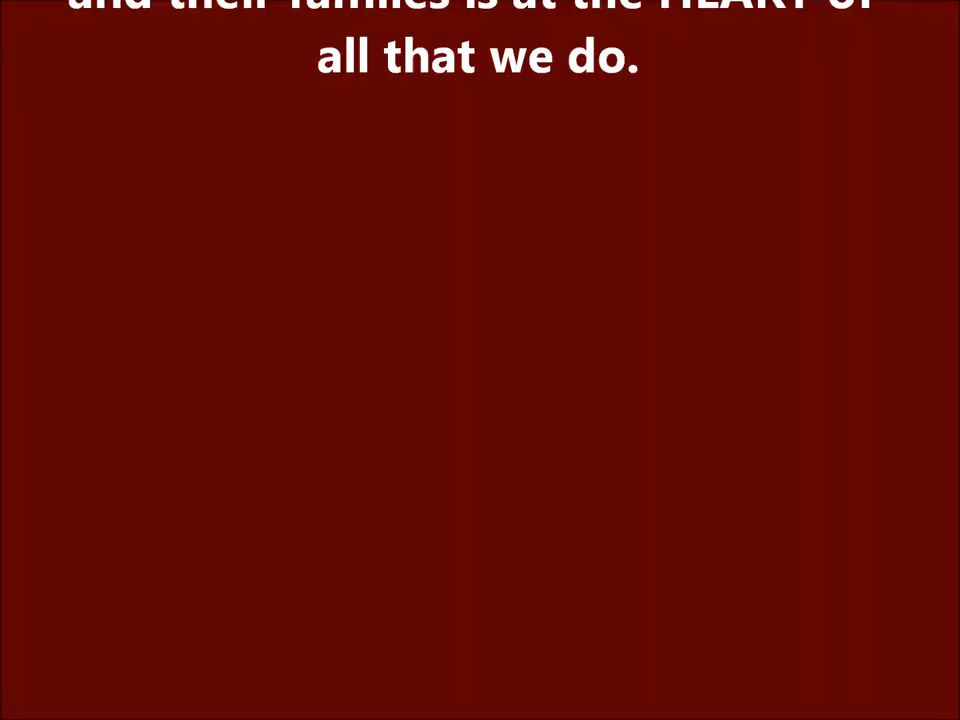 and their families is at the HEART of
all that we do.